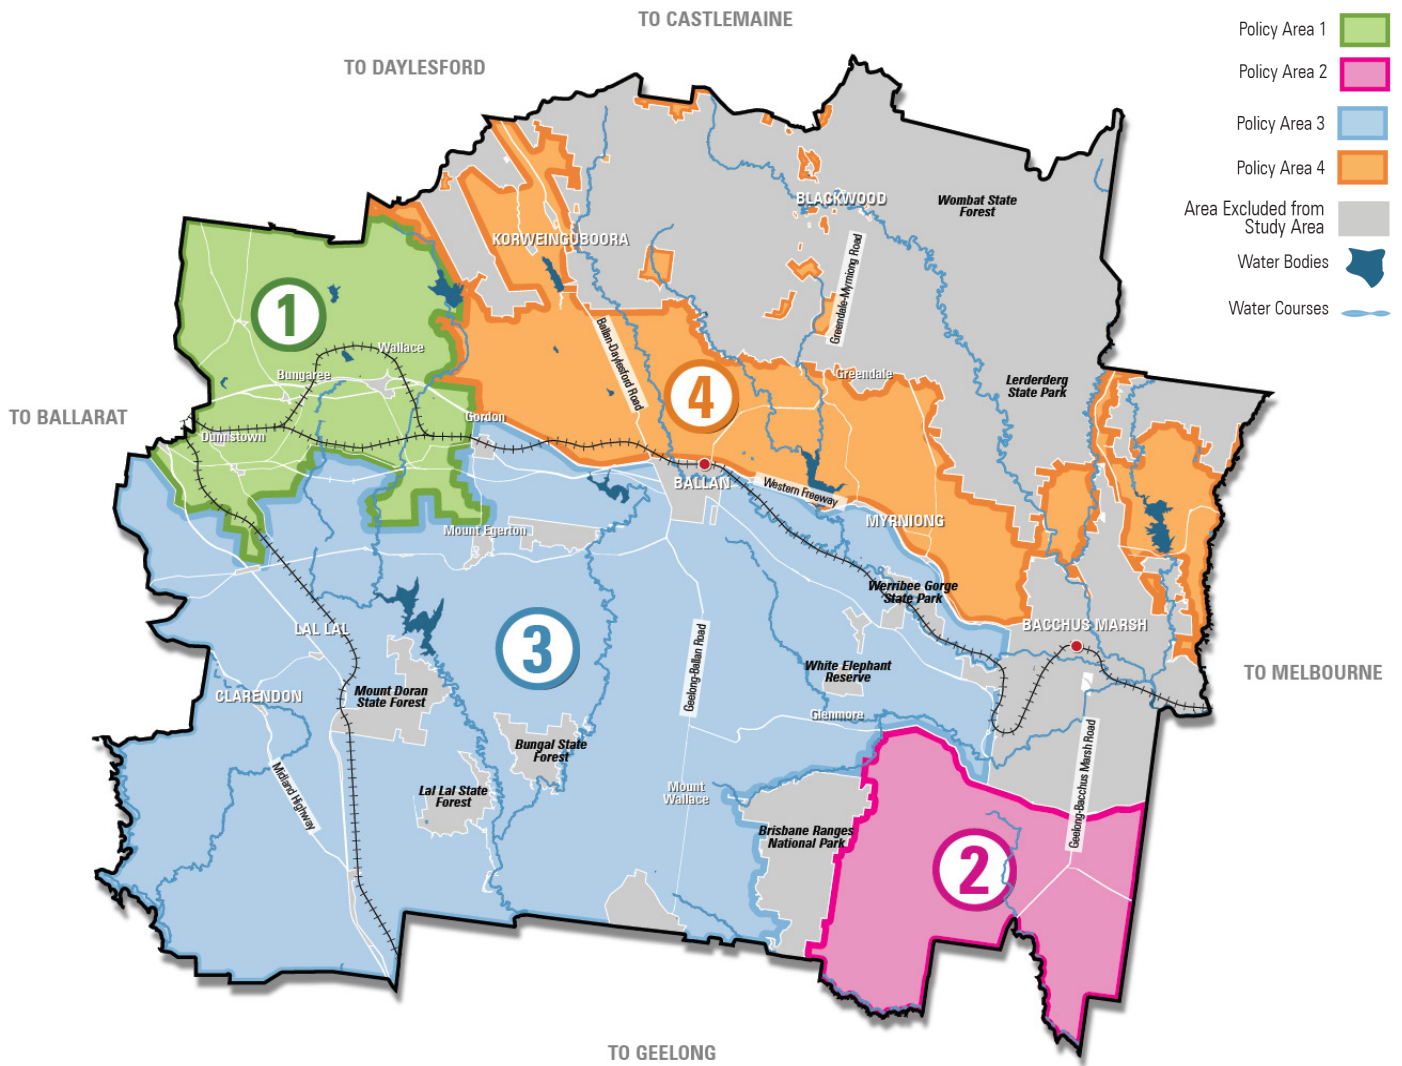 TO CASTLEMAINE
TO DAYLESFORD
Policy Area 1
Policy Area 2
Policy Area 3
Policy Area 4
Area Excluded from
Study Area
Water Bodies
Water Courses
BLACKWOOD
Wombat State
Forest
KORWEINGUBOORA
Greendale-Myrniong Road
1
Ballan-Daylesford Road
Wallace
Bungaree
Greendale
Lerderderg
State Park
4
TO BALLARAT
Gordon
Dunnstown
BALLAN
Western Freeway
MYRNIONG
Mount Egerton
Werribee Gorge
State Park
LAL LAL
BACCHUS MARSH
3
Geelong-Ballan Road
White Elephant
Reserve
TO MELBOURNE
CLARENDON
Mount Doran
State Forest
Glenmore
Bungal State
Forest
Geelong-Bacchus Marsh Road
Midland Highway
Lal Lal State
Forest
Mount
Wallace
Brisbane Ranges
National Park
2
TO GEELONG